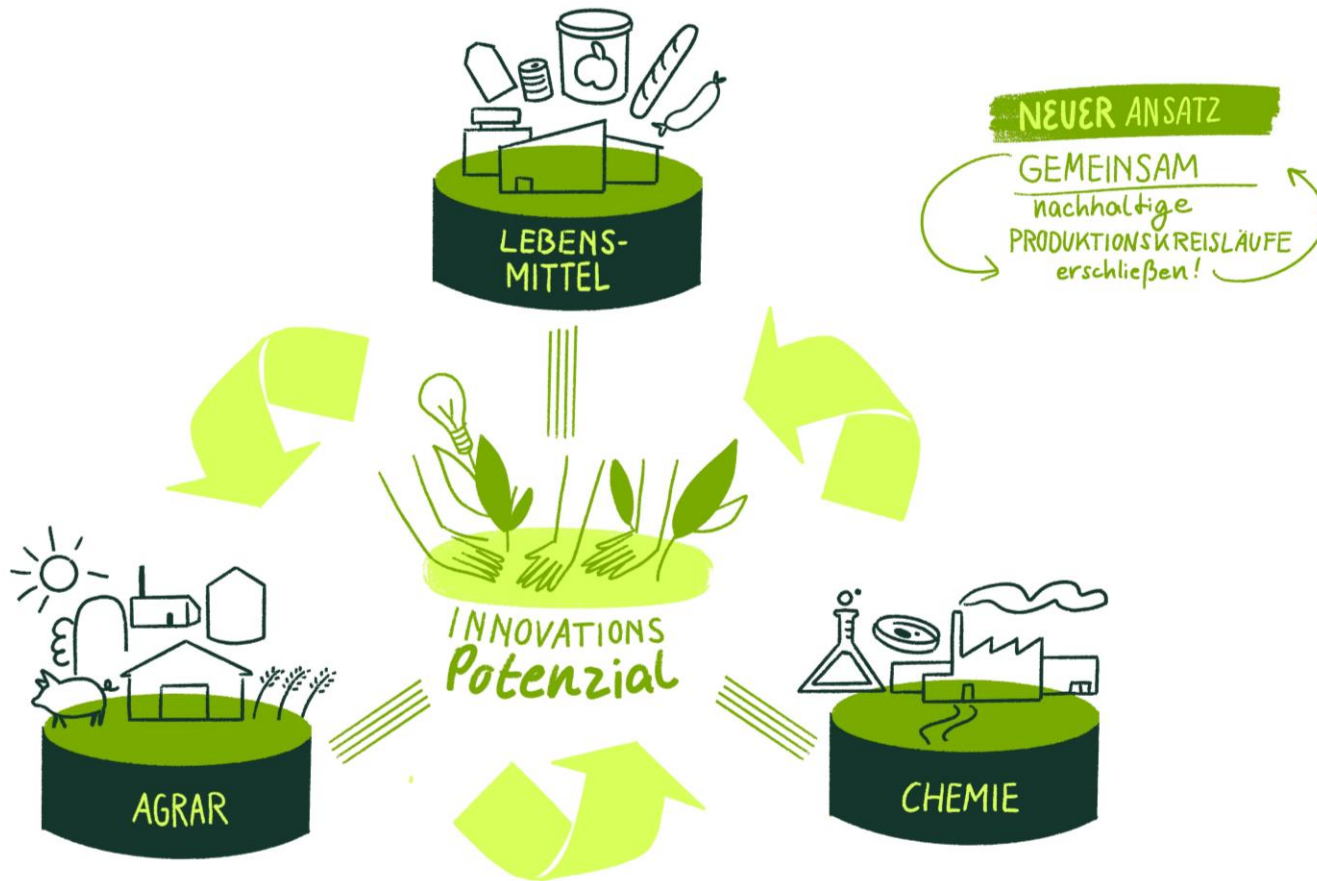 NEUER ANSATZ
GEMEINSAM
nachhaltige
PRODUKTIONSKREISLÄUFE
erschließen!
LEBENS-
MITTEL
INNOVATIONS
Potenzial
AGRAR
CHEMIE